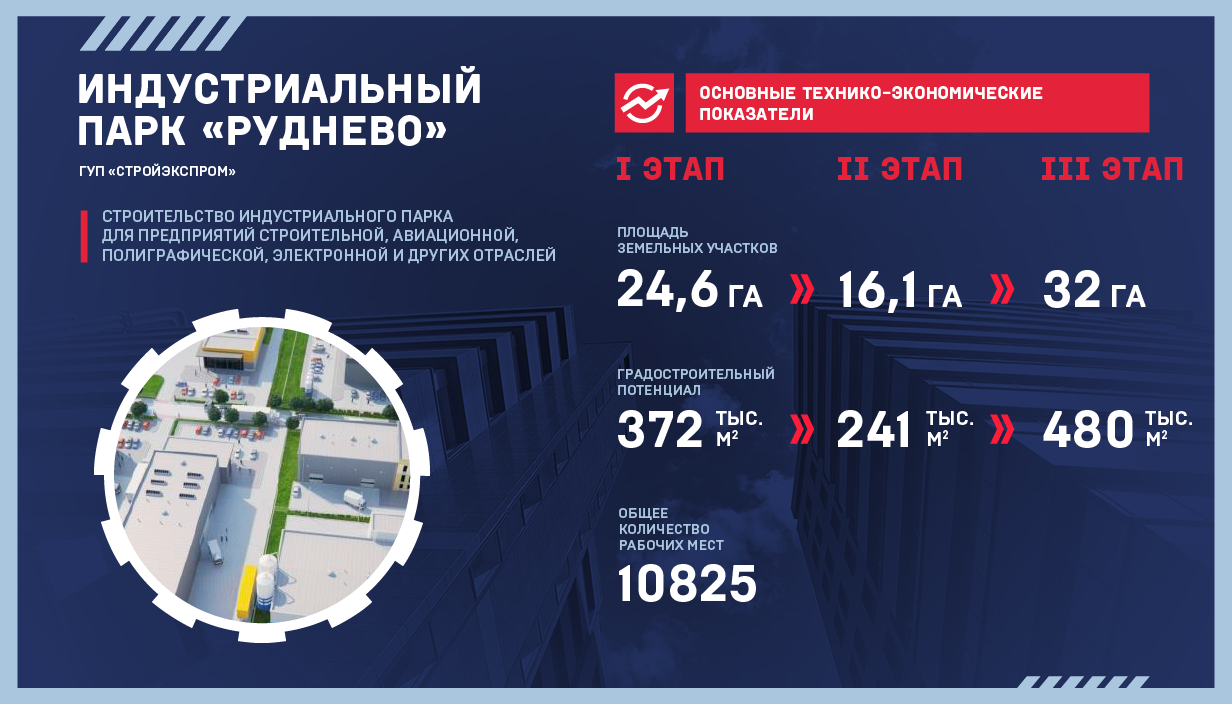 ИНДУСТРИАЛЬНЫЙ
ПАРК «РУДНЕВО»
ГУП «СТРОЙЭКСПРОМ»
СТРОИТЕЛЬСТВО ИНДУСТРИАЛЬНОГО ПАРКА
ДЛЯ ПРЕДПРИЯТИЙ СТРОИТЕЛЬНОЙ, АВИАЦИОННОЙ,
ПОЛИГРАФИЧЕСКОЙ, ЭЛЕКТРОННОЙ И ДРУГИХ ОТРАСЛЕЙ
ОСНОВНЫЕ ТЕХНИКО-ЭКОНОМИЧЕСКИЕ
ПОКАЗАТЕЛИ
I ЭТАП II ЭТАП III ЭТАП
ПЛОЩАДЬ
ЗЕМЕЛЬНЫХ УЧАСТКОВ
24,6 ГА » 16,1 ГА » 32 ГА
ГРАДОСТРОИТЕЛЬНЫЙ
ПОТЕНЦИАЛ
372 ТЫС. М² » 241 ТЫС. М² » 480 ТЫС. М²
ОБЩЕЕ
КОЛИЧЕСТВО
РАБОЧИХ МЕСТ
10825